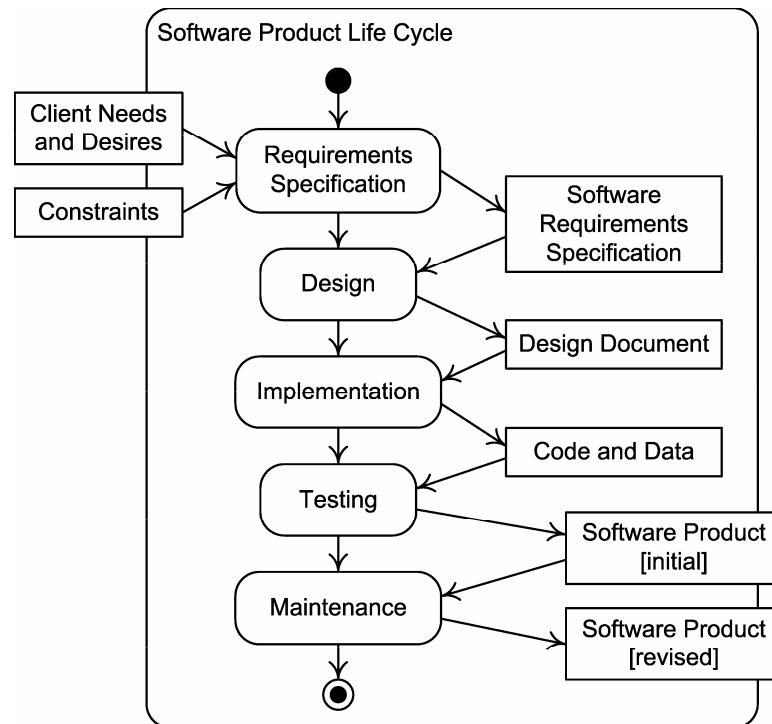 Software Product Life Cycle
Client Needs
and Desires
Constraints
Requirements
Specification
Software
Requirements
Specification
Design
Design Document
Implementation
Code and Data
Testing
Software Product
[initial]
Maintenance
Software Product
[revised]